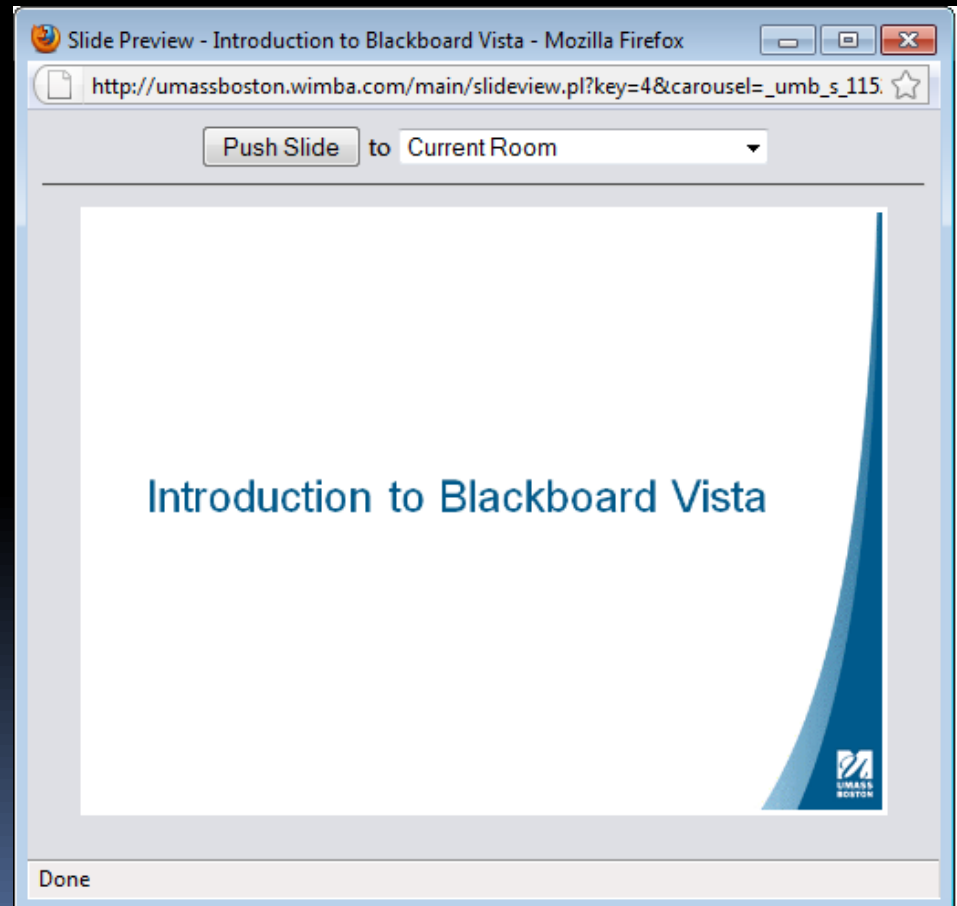 Slide Preview - Introduction to Blackboard Vista - Mozilla Firefox
http://umassboston.wimba.com/main/slideview.pl?key=4&carousel=_umb_s_115
Push Slide to Current Room
Introduction to Blackboard Vista
UMASS
BOSTON
Done